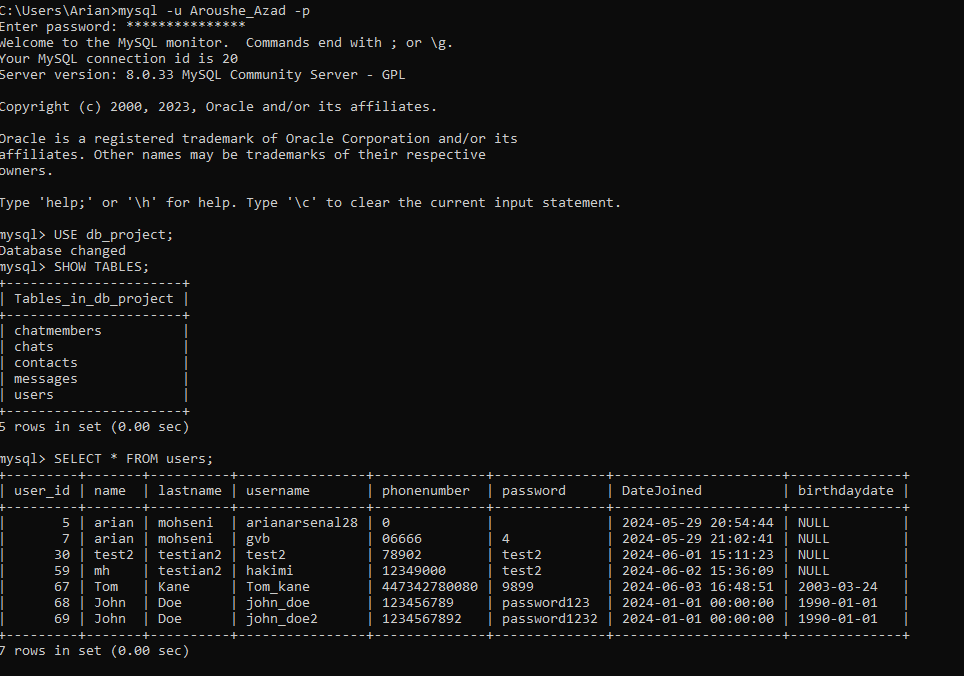 C:\Users\Arian>mysql -u Aroushe_Azad -p
Enter password: ***************
Welcome to the MySQL monitor.  Commands end with ; or \g.
Your MySQL connection id is 20
Server version: 8.0.33 MySQL Community Server - GPL

Copyright (c) 2000, 2023, Oracle and/or its affiliates.

Oracle is a registered trademark of Oracle Corporation and/or its
affiliates. Other names may be trademarks of their respective
owners.

Type 'help;' or '\h' for help. Type '\c' to clear the current input statement.

mysql> USE db_project;
Database changed
mysql> SHOW TABLES;
+----------------------+
| Tables_in_db_project |
+----------------------+
| chatmembers          |
| chats                |
| contacts             |
| messages             |
| users                |
+----------------------+
5 rows in set (0.00 sec)

mysql> SELECT * FROM users;
+---------+-------+-----------+----------------+--------------+--------------+---------------------+--------------+
| user_id | name  | lastname  | username       | phonenumber  | password     | DateJoined          | birthdaydate |
+---------+-------+-----------+----------------+--------------+--------------+---------------------+--------------+
|       5 | arian | mohseni   | arianarsenal28 | 0            |              | 2024-05-29 20:54:44 | NULL         |
|       7 | arian | mohseni   | gvb            | 06666        | 4            | 2024-05-29 21:02:41 | NULL         |
|      30 | test2 | testian2  | test2          | 78902        | test2        | 2024-06-01 15:11:23 | NULL         |
|      59 | mh    | testian2  | hakimi         | 12349000     | test2        | 2024-06-02 15:36:09 | NULL         |
|      67 | Tom   | Kane      | Tom_kane       | 447342780080 | 9899         | 2024-06-03 16:48:51 | 2003-03-24   |
|      68 | John  | Doe       | john_doe       | 123456789    | password123  | 2024-01-01 00:00:00 | 1990-01-01   |
|      69 | John  | Doe       | john_doe2      | 1234567892   | password1232 | 2024-01-01 00:00:00 | 1990-01-01   |
+---------+-------+-----------+----------------+--------------+--------------+---------------------+--------------+
7 rows in set (0.00 sec)